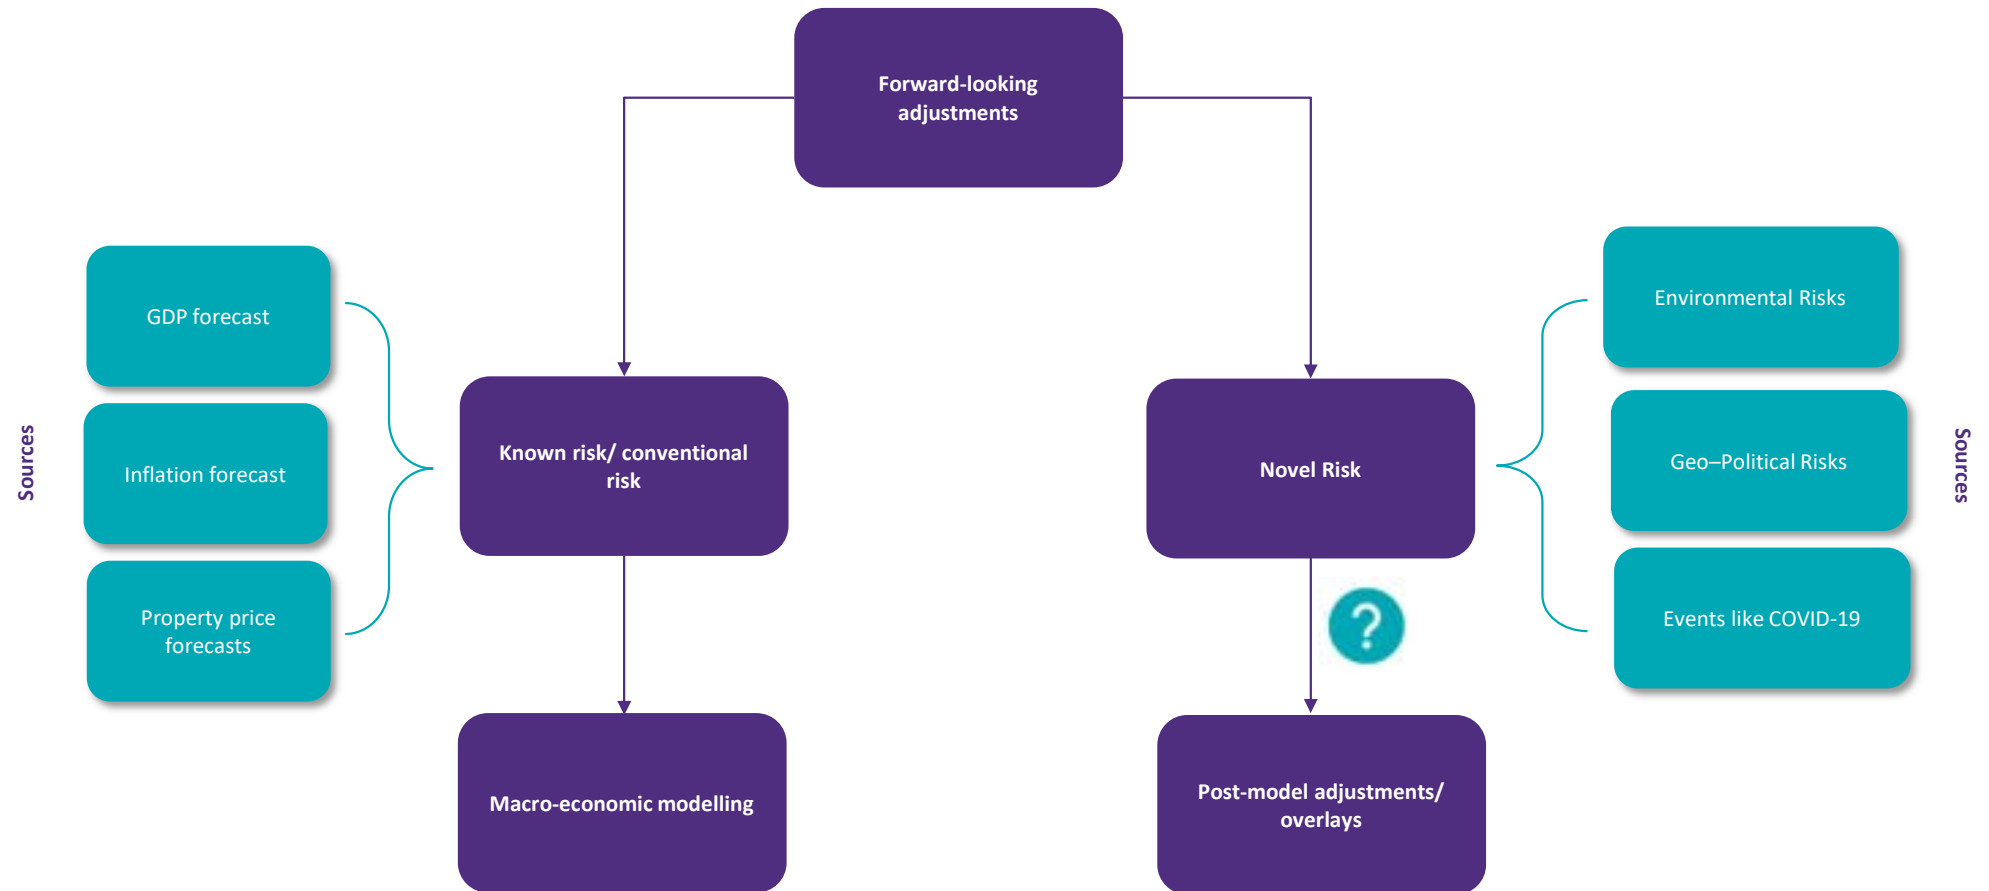 Forward-looking
adjustments
Sources
GDP forecast
Inflation forecast
Property price
forecasts
Known risk/ conventional
risk
Macro-economic modelling
Novel Risk
?
Post-model adjustments/
overlays
Environmental Risks
Geo–Political Risks
Events like COVID-19
Sources